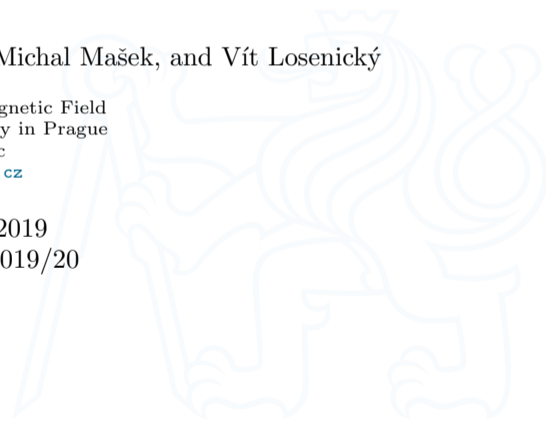 Michal Mašek, and Vít Losenický
gnetic Field
y in Prague
c
cz
2019
019/20